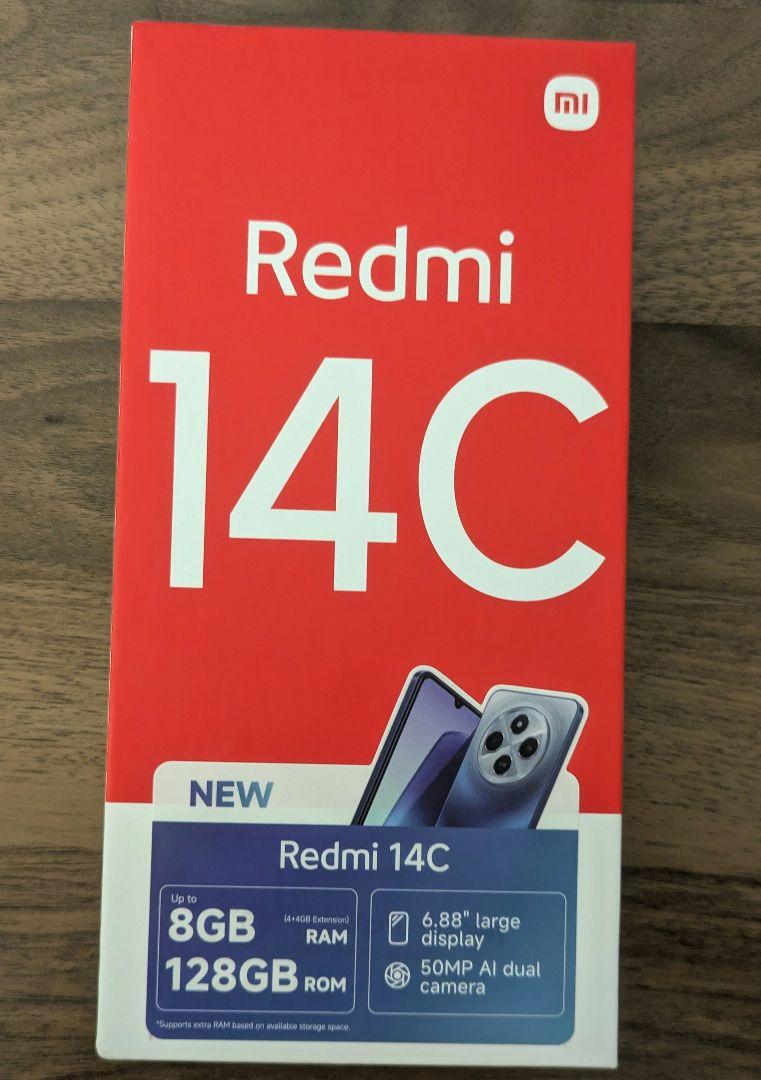 mi
Redmi
14C
NEW
Redmi 14C
Up to
8GB (4+4GB Extension) RAM
128GB ROM
6.88" large
display
50MP AI dual
camera
*Supports extra RAM based on available storage space.